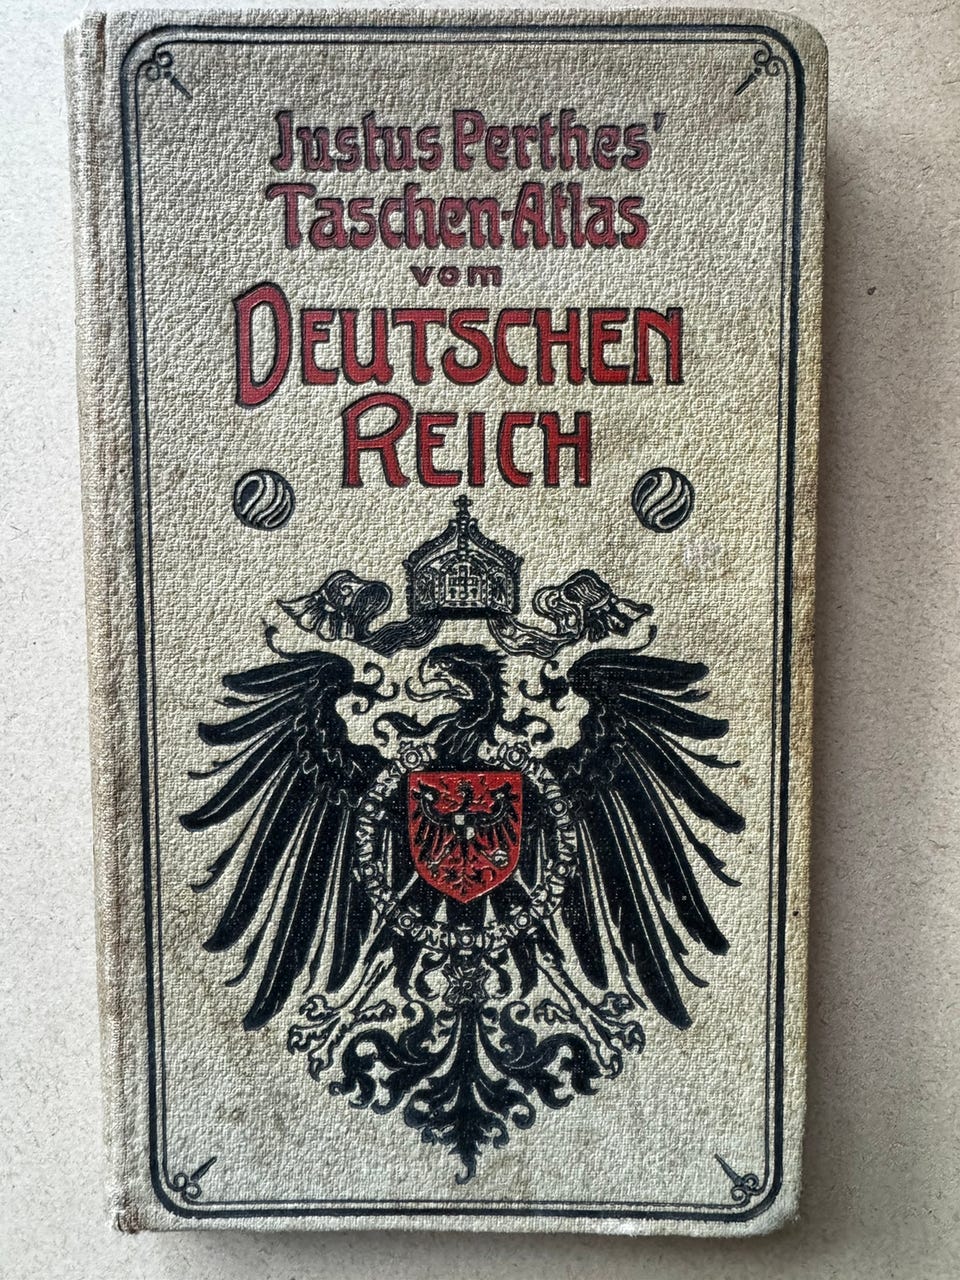 Justus Perthes'
Taschen-Atlas
vom
DEUTSCHEN
REICH